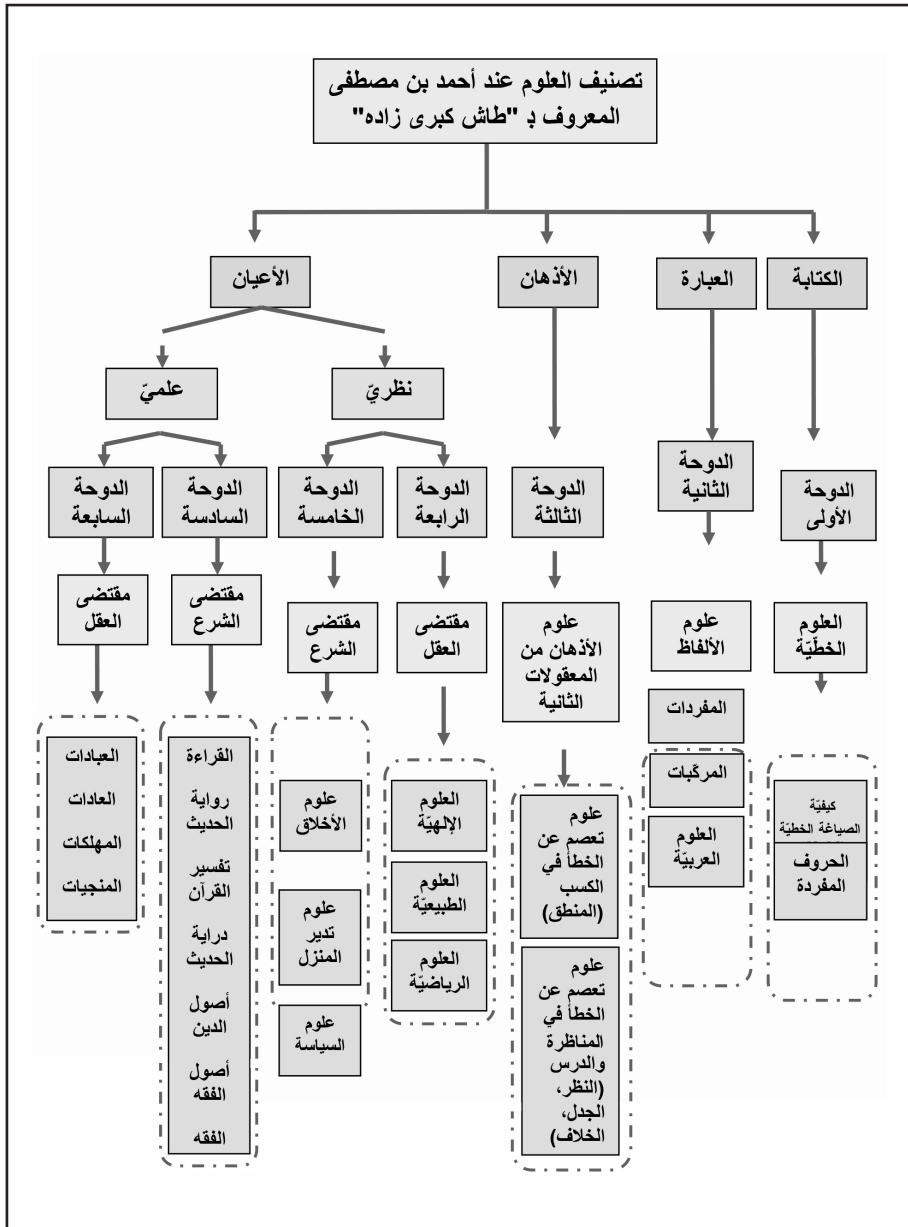 تصنيف العلوم عند أحمد بن مصطفى
المعروف بـ "طاش كبرى زاده"
الكتابة
العبارة
الأذهان
الأعيان
نظريّ
علميّ
الدوحة
الأولى
الدوحة
الثانية
الدوحة
الثالثة
الدوحة
الرابعة
الدوحة
الخامسة
الدوحة
السادسة
الدوحة
السابعة
العلوم
الخطّيّة
علوم
الألفاظ
علوم
الأذهان من
المعقولات
الثانية
مقتضى
العقل
مقتضى
الشرع
مقتضى
الشرع
مقتضى
العقل
كيفيّة
الصياغة الخطيّة
الحروف
المفردة
المفردات
المركّبات
العلوم
العربيّة
علوم
تعصم عن
الخطأ في
الكسب
(المنطق)
علوم
تعصم عن
الخطأ في
المناظرة
والدرس
(النظر،
الجدل،
الخلاف)
العلوم
الإلهيّة
العلوم
الطبيعيّة
العلوم
الرياضيّة
علوم
الأخلاق
علوم
تدير
المنزل
علوم
السياسة
القراءة
رواية
الحديث
تفسير
القرآن
دراية
الحديث
أصول
الدين
أصول
الفقه
الفقه
العبادات
العادات
المهلكات
المنجيات